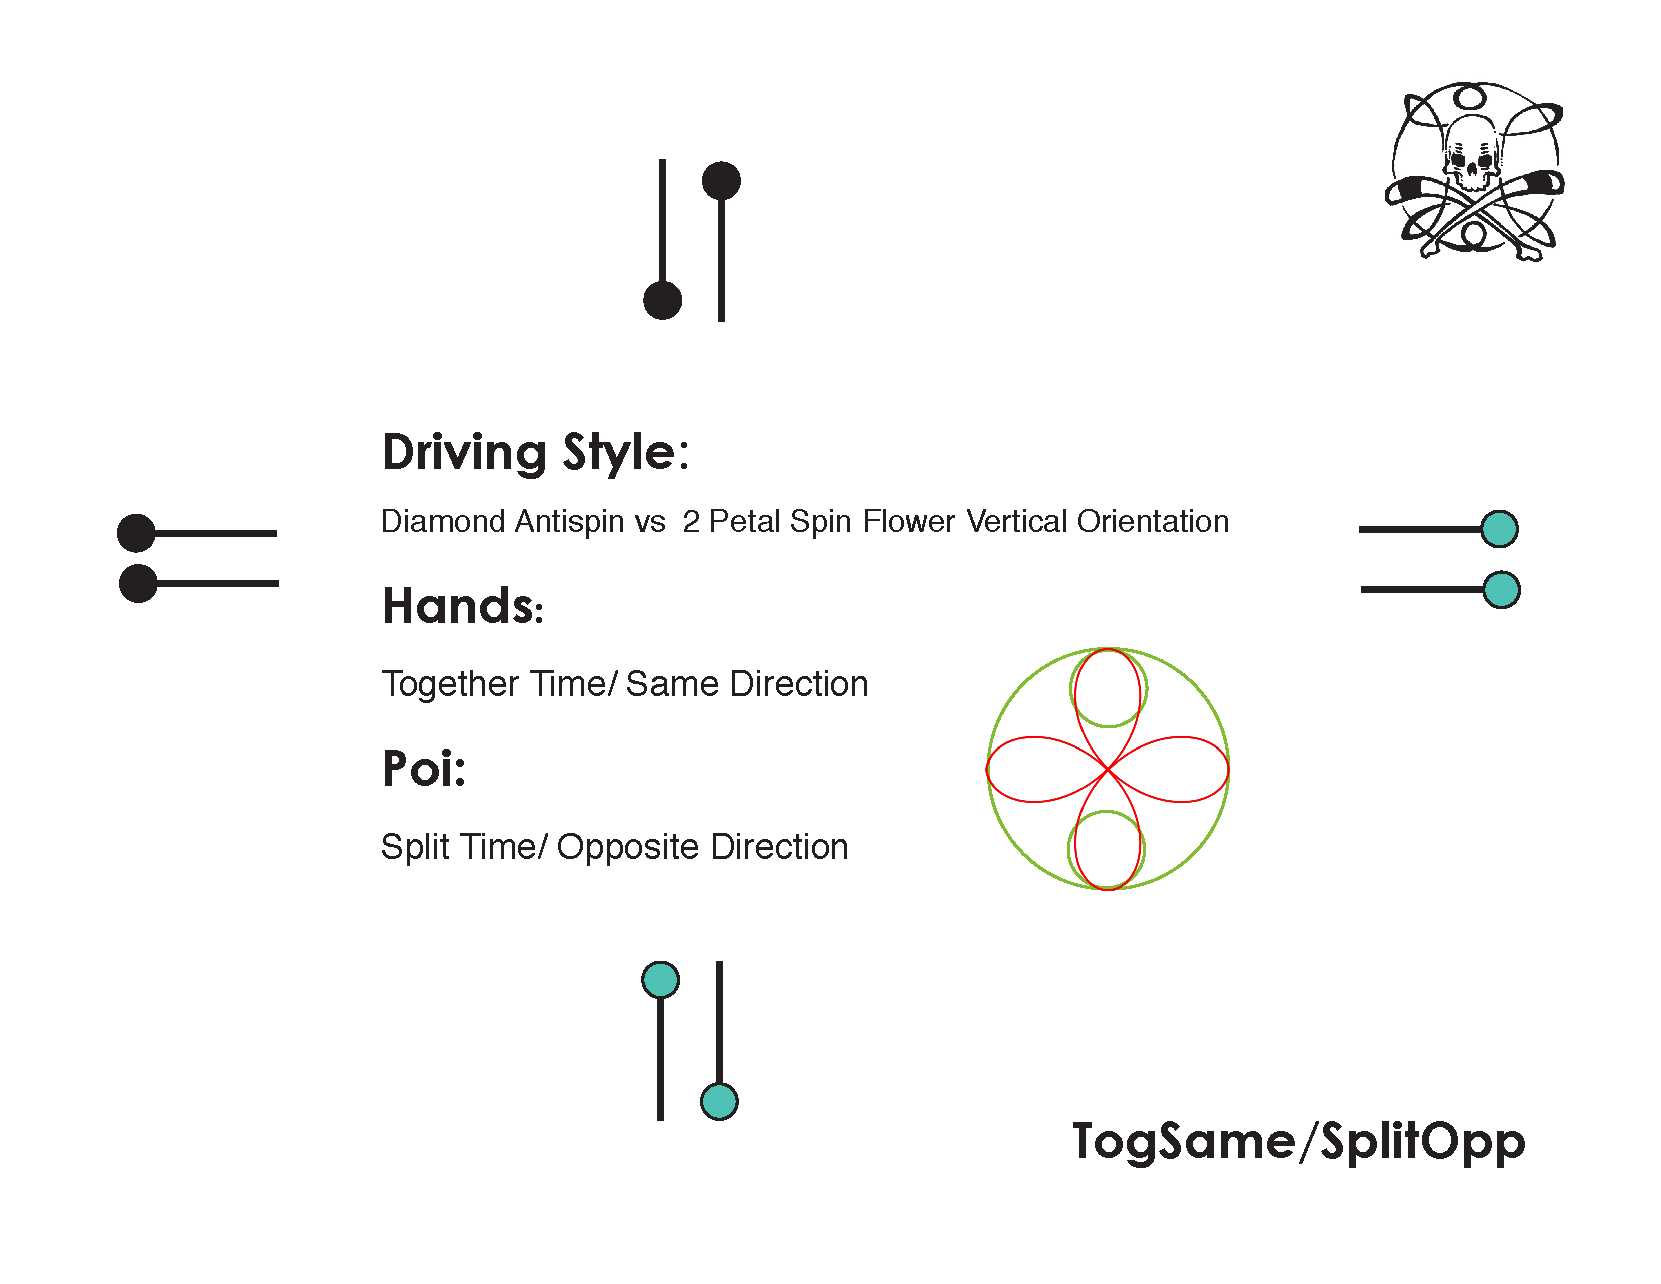 Driving Style:
Diamond Antispin vs  2 Petal Spin Flower Vertical Orientation
Hands:
Together Time/ Same Direction
Poi:
Split Time/ Opposite Direction
TogSame/SplitOpp